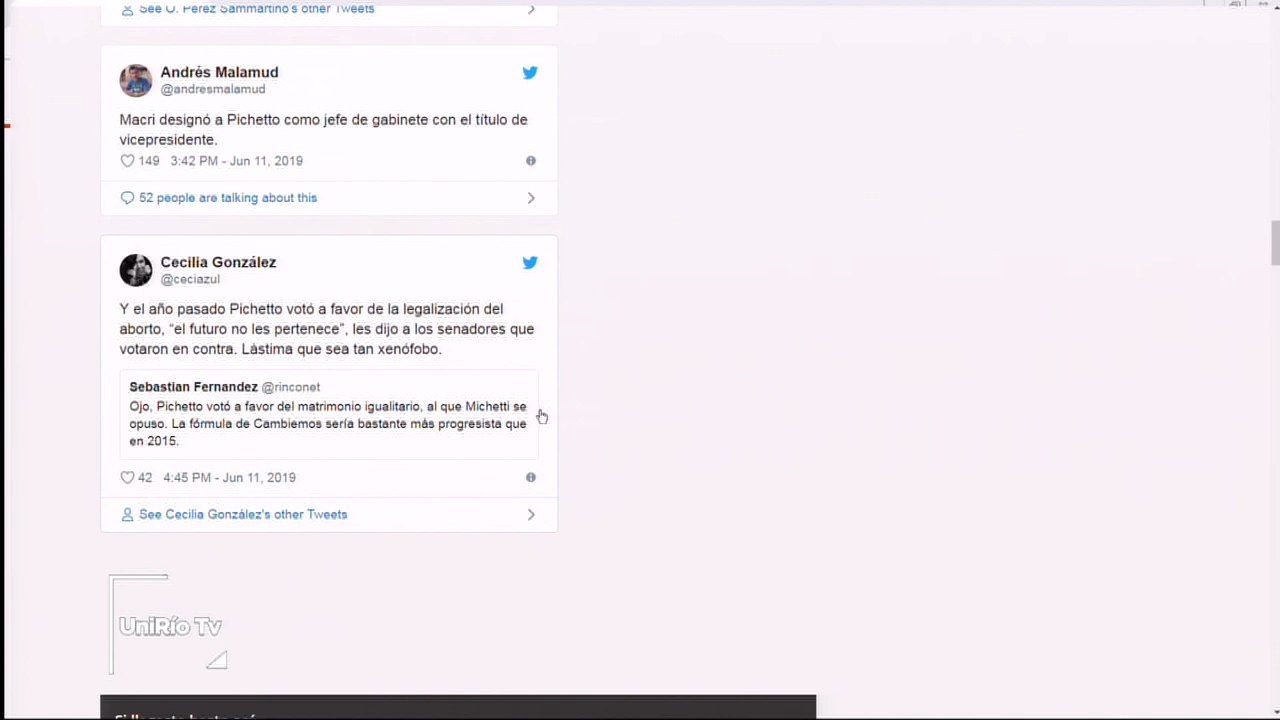 See O. Perez Sammartino's other Tweets
Andrés Malamud
@andresmalamud
Macri designó a Pichetto como jefe de gabinete con el título de
vicepresidente.
149 3:42 PM - Jun 11, 2019
52 people are talking about this
Cecilia González
@ceciazul
Y el año pasado Pichetto votó a favor de la legalización del
aborto, “el futuro no les pertenece”, les dijo a los senadores que
votaron en contra. Lástima que sea tan xenófobo.
Sebastian Fernandez @rinconet
Ojo, Pichetto votó a favor del matrimonio igualitario, al que Michetti se
opuso. La fórmula de Cambiemos sería bastante más progresista que
en 2015.
42 4:45 PM - Jun 11, 2019
See Cecilia González's other Tweets
UniRío Tv